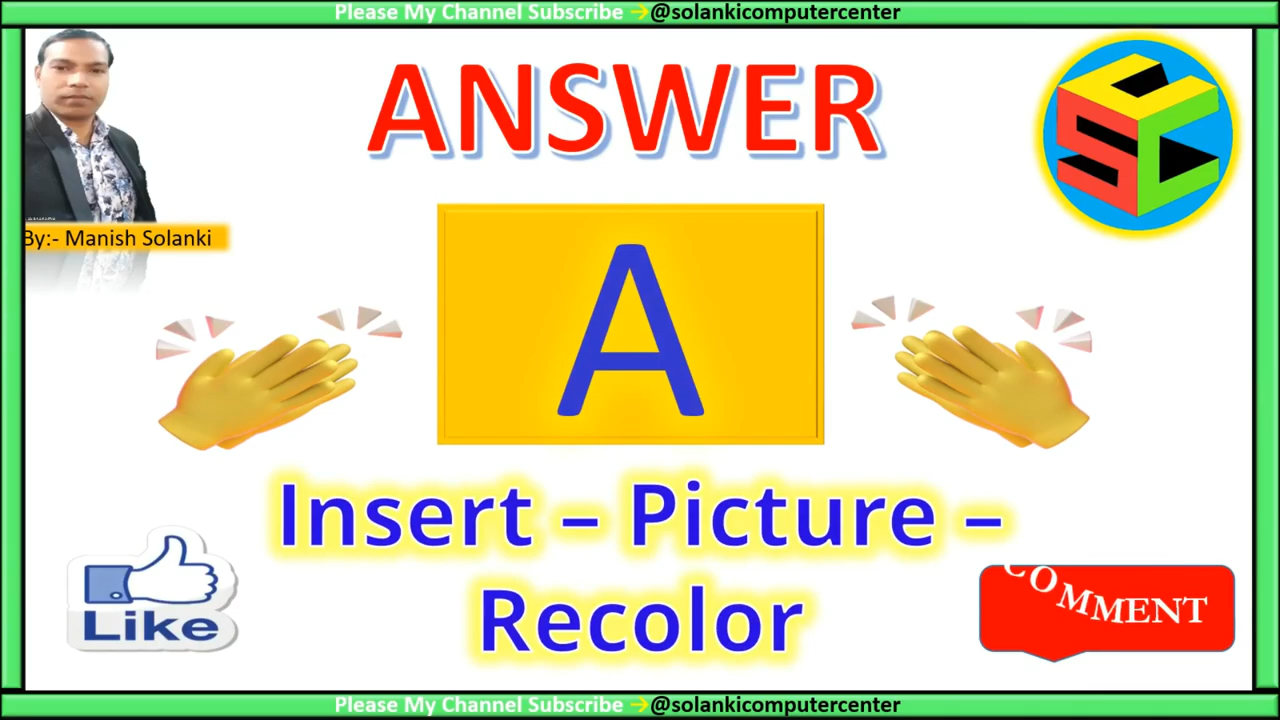 Please My Channel Subscribe →@solankicomputercenter
ANSWER
SCC
By:- Manish Solanki
A
Insert – Picture –
Recolor
Like
COMMENT
Please My Channel Subscribe →@solankicomputercenter